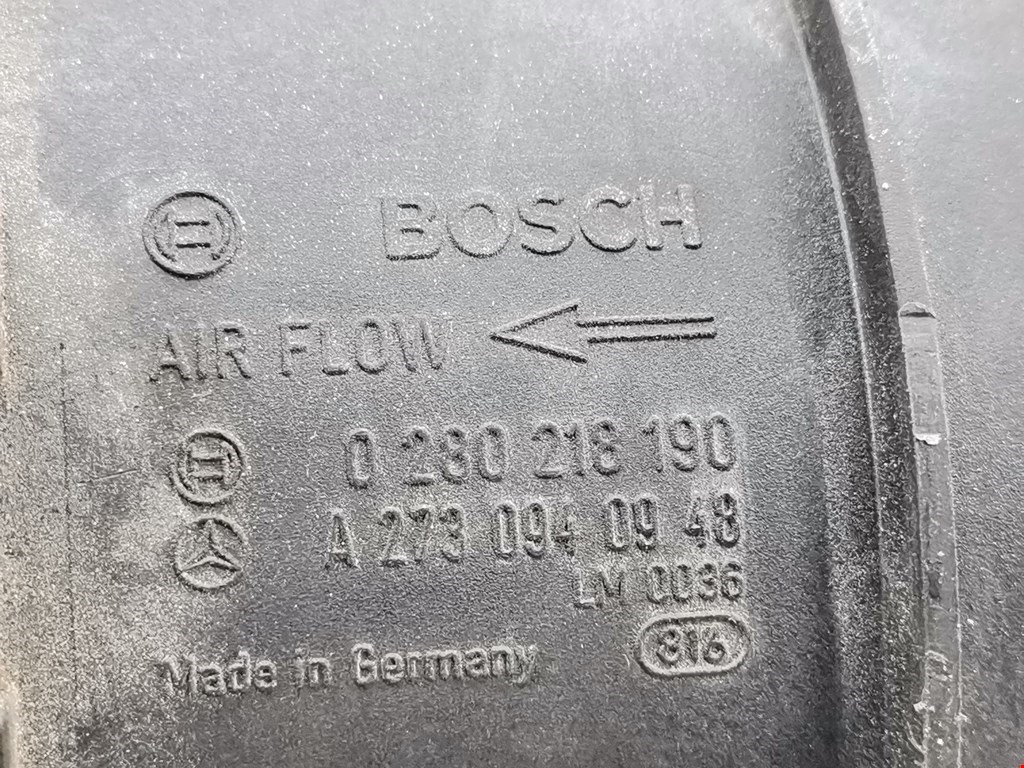 BOSCH
AIR FLOW
0 280 218 190
A 273 094 09 48
LM 0036
816
Made in Germany